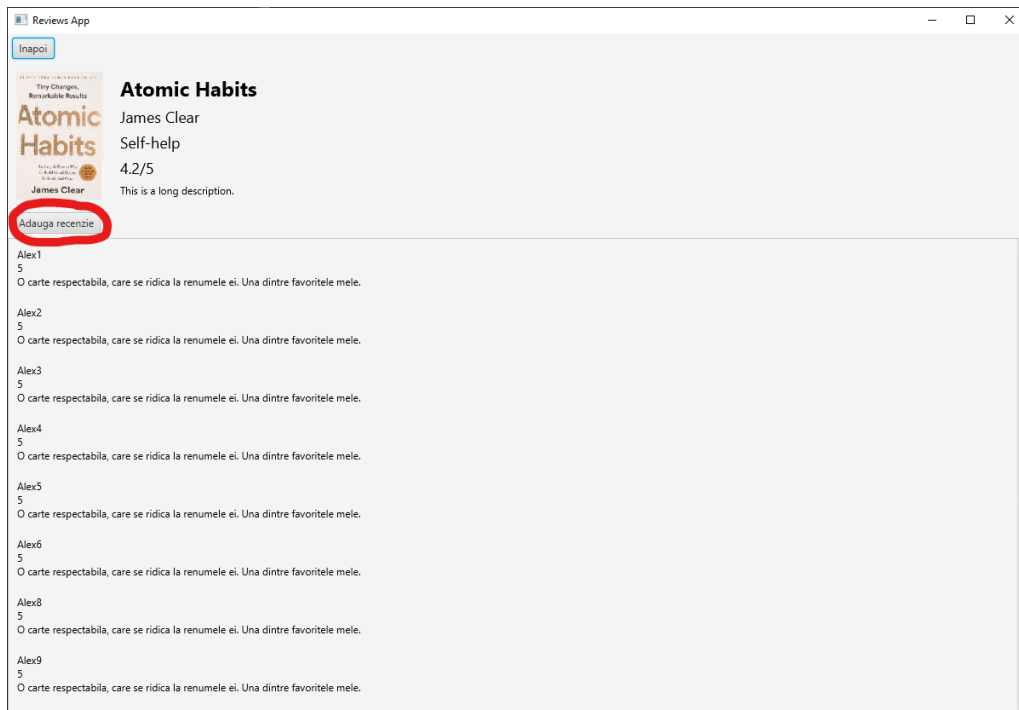 Reviews App
Inapoi
Tiny Changes,
Remarkable Results
Atomic
Habits
James Clear
Atomic Habits
James Clear
Self-help
4.2/5
This is a long description.
Adauga recenzie
Alex1
5
O carte respectabila, care se ridica la renumele ei. Una dintre favoritele mele.
Alex2
5
O carte respectabila, care se ridica la renumele ei. Una dintre favoritele mele.
Alex3
5
O carte respectabila, care se ridica la renumele ei. Una dintre favoritele mele.
Alex4
5
O carte respectabila, care se ridica la renumele ei. Una dintre favoritele mele.
Alex5
5
O carte respectabila, care se ridica la renumele ei. Una dintre favoritele mele.
Alex6
5
O carte respectabila, care se ridica la renumele ei. Una dintre favoritele mele.
Alex8
5
O carte respectabila, care se ridica la renumele ei. Una dintre favoritele mele.
Alex9
5
O carte respectabila, care se ridica la renumele ei. Una dintre favoritele mele.